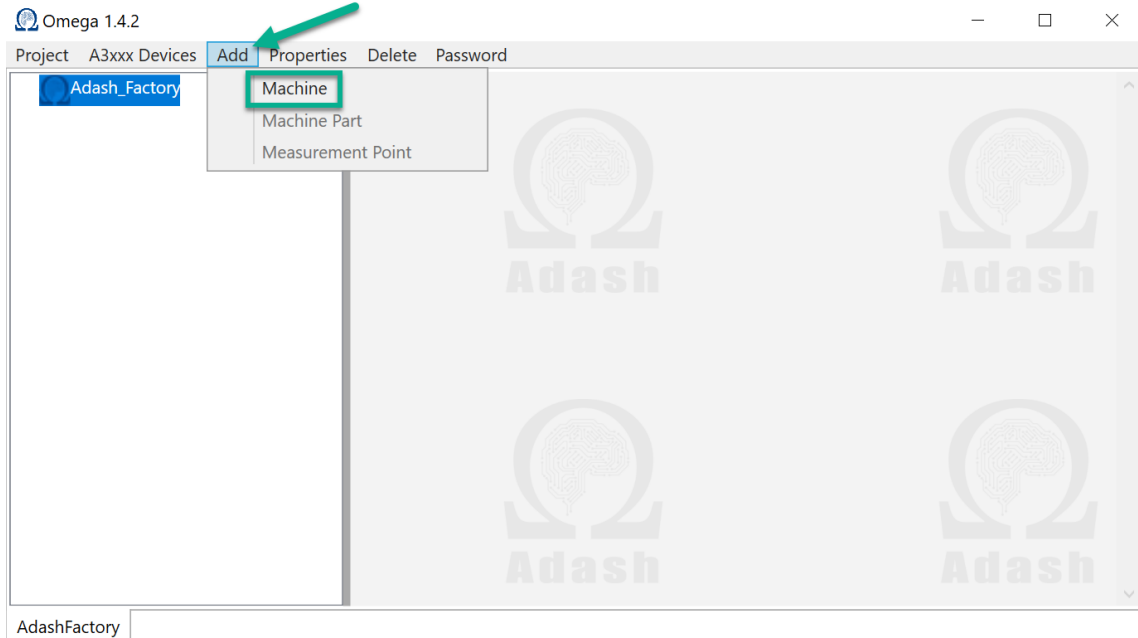 Omega 1.4.2
Project A3xxx Devices Add Properties Delete Password
Adash_Factory
Machine
Machine Part
Measurement Point
Adash Adash
Adash Adash
AdashFactory